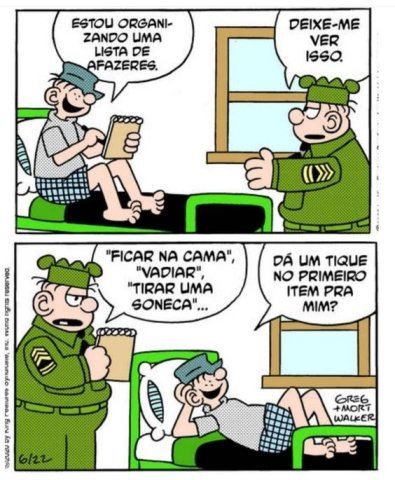 ESTOU ORGANI-
ZANDO UMA
LISTA DE
AFAZERES.
DEIXE-ME
VER
ISSO.
"FICAR NA CAMA",
"VADIAR",
"TIRAR UMA
SONECA"...
DÁ UM TIQUE
NO PRIMEIRO
ITEM PRA
MIM?
GREG
+MORT
WALKER
6/22